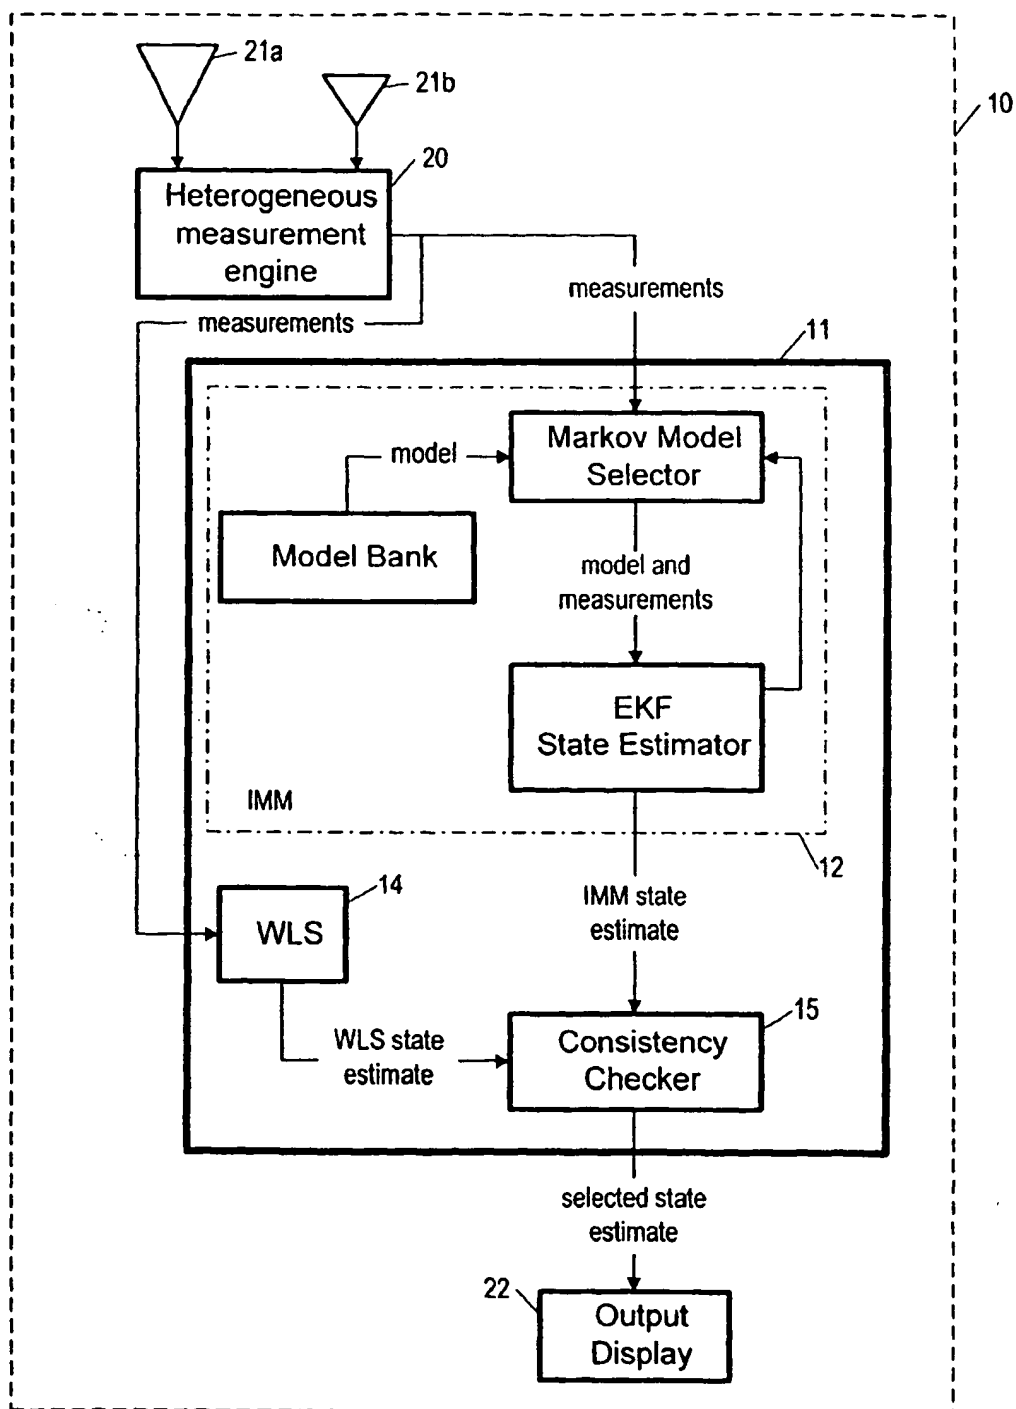 21a
21b
10
20
Heterogeneous
measurement
engine
measurements
measurements
11
Markov Model
Selector
model
Model Bank
model and
measurements
EKF
State Estimator
IMM
12
14
WLS
IMM state
estimate
15
WLS state
estimate
Consistency
Checker
selected state
estimate
22
Output
Display